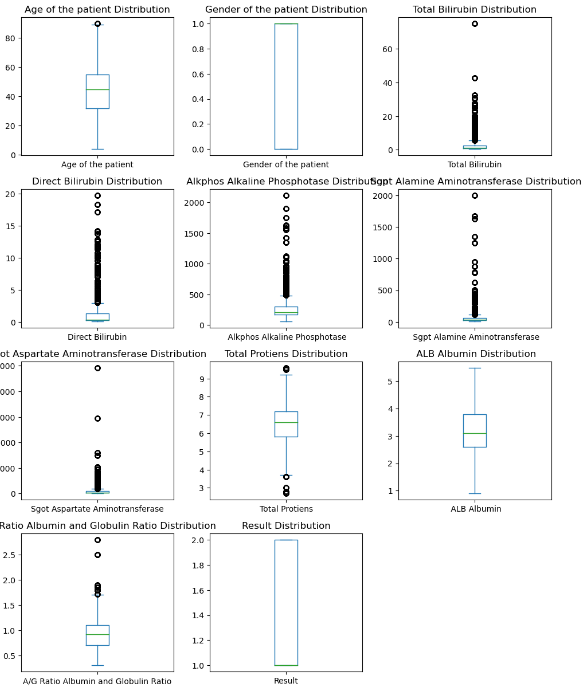 Age of the patient Distribution
Gender of the patient Distribution
Total Bilirubin Distribution
80
60
40
20
0
1.0
0.8
0.6
0.4
0.2
0.0
60
40
20
0
Age of the patient
Gender of the patient
Total Bilirubin
Direct Bilirubin Distribution
Alkphos Alkaline Phosphotase Distribution
Sgpt Alamine Aminotransferase Distribution
20
15
10
5
0
2000
1500
1000
500
0
2000
1500
1000
500
0
Direct Bilirubin
Alkphos Alkaline Phosphotase
Sgpt Alamine Aminotransferase
ot Aspartate Aminotransferase Distribution
Total Protiens Distribution
ALB Albumin Distribution
000
000
000
000
000
0
9
8
7
6
5
4
3
5
4
3
2
1
Sgot Aspartate Aminotransferase
Total Protiens
ALB Albumin
Ratio Albumin and Globulin Ratio Distribution
Result Distribution
2.5
2.0
1.5
1.0
0.5
2.0
1.8
1.6
1.4
1.2
1.0
A/G Ratio Albumin and Globulin Ratio
Result